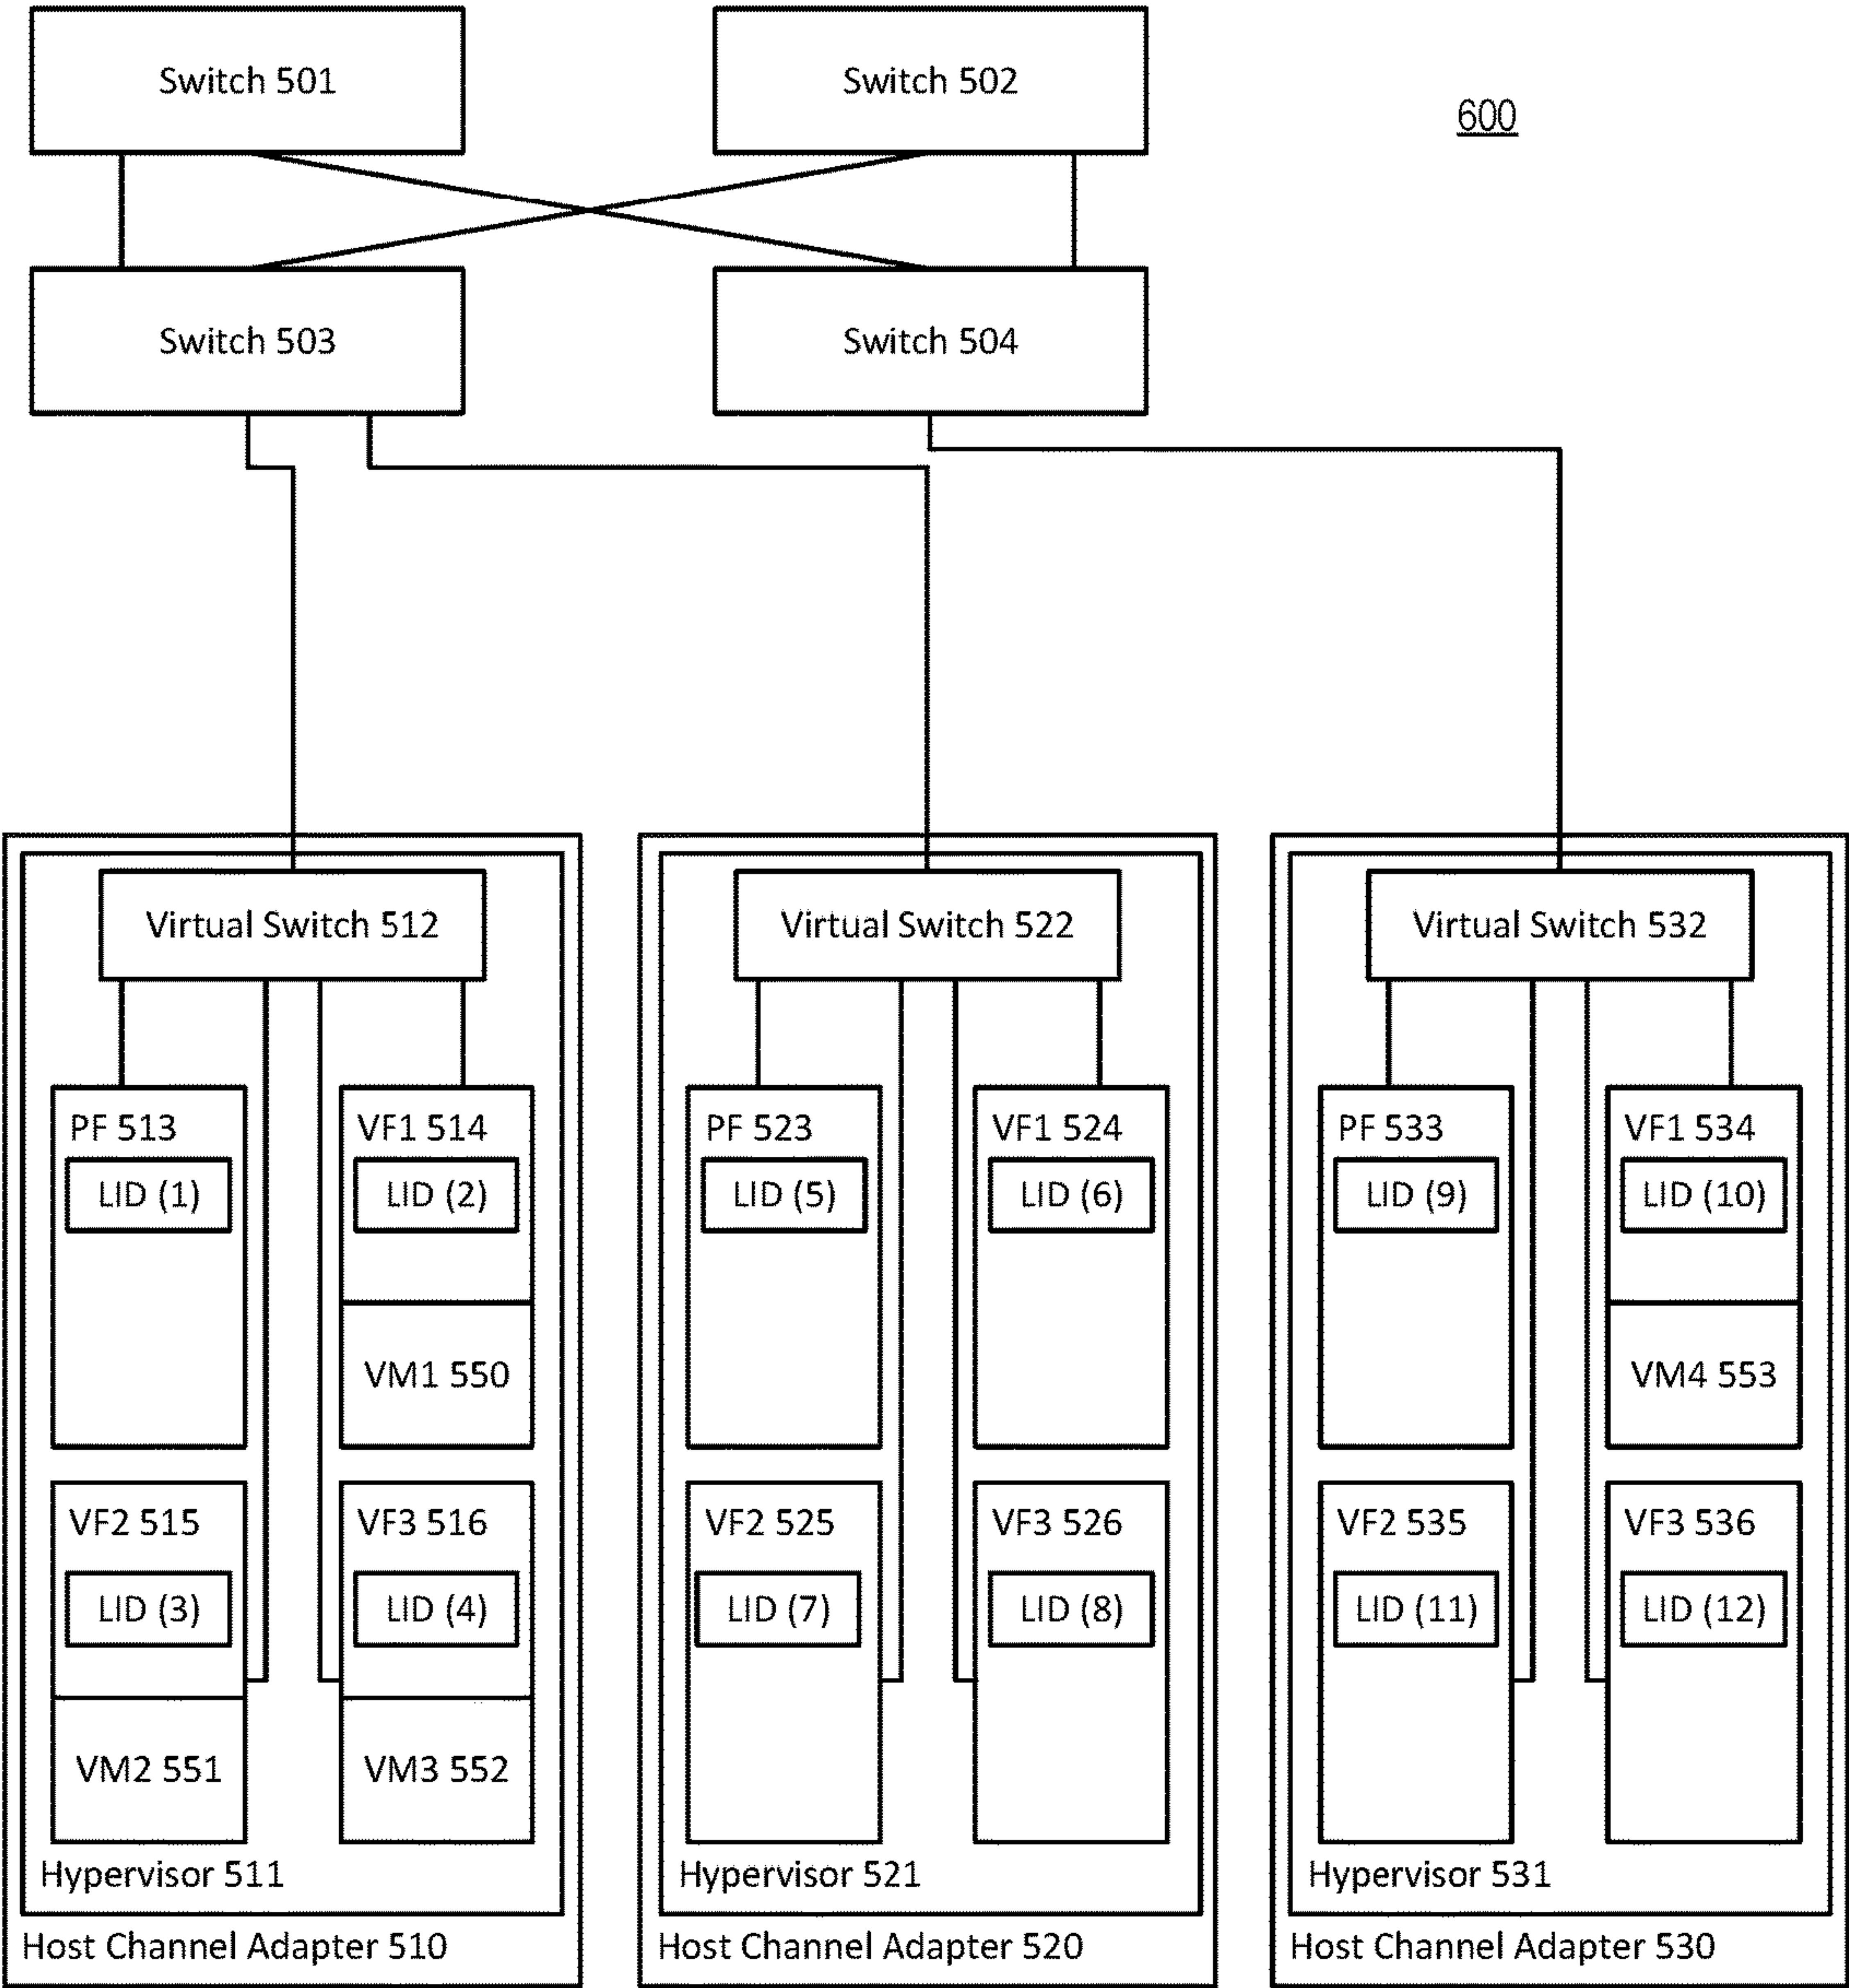 Switch 501
Switch 502
600
Switch 503
Switch 504
Virtual Switch 512
PF 513
LID (1)
VF1 514
LID (2)
VM1 550
VF2 515
LID (3)
VM2 551
VF3 516
LID (4)
VM3 552
Hypervisor 511
Host Channel Adapter 510
Virtual Switch 522
PF 523
LID (5)
VF1 524
LID (6)
VF2 525
LID (7)
VF3 526
LID (8)
Hypervisor 521
Host Channel Adapter 520
Virtual Switch 532
PF 533
LID (9)
VF1 534
LID (10)
VM4 553
VF2 535
LID (11)
VF3 536
LID (12)
Hypervisor 531
Host Channel Adapter 530